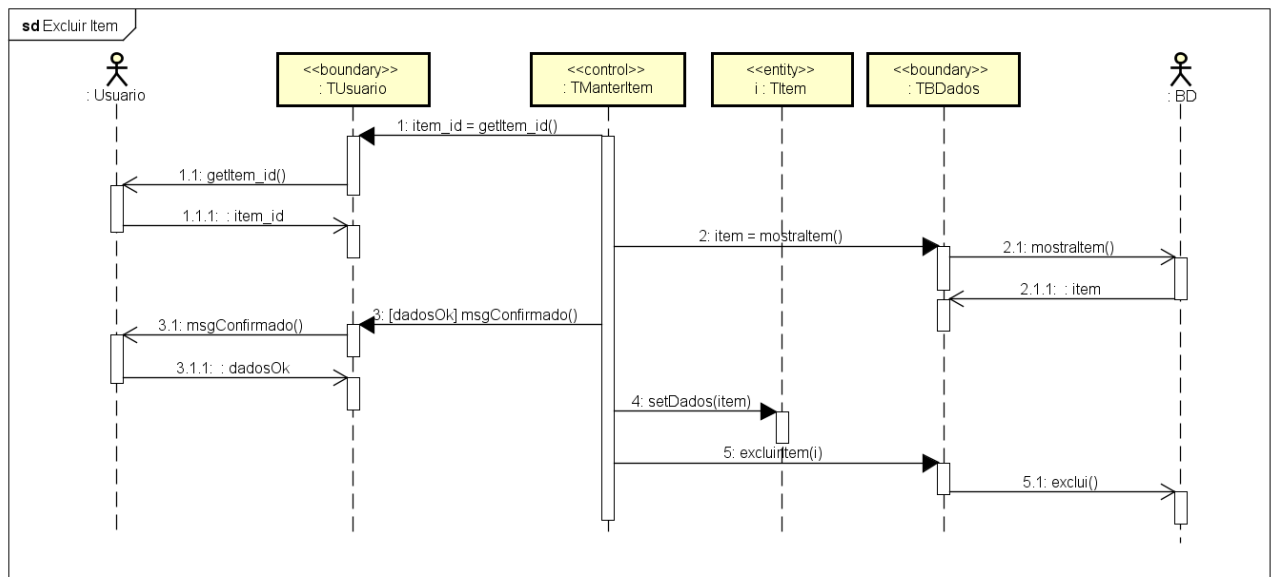 sd Excluir Item
: Usuario
<<boundary>>
: TUsuario
<<control>>
: TManterItem
<<entity>>
i : TItem
<<boundary>>
: TBDados
: BD
1: item_id = getItem_id()
1.1: getItem_id()
1.1.1: : item_id
2: item = mostraItem()
2.1: mostraItem()
2.1.1: : item
3: [dadosOk] msgConfirmado()
3.1: msgConfirmado()
3.1.1: : dadosOk
4: setDados(item)
5: excluirItem(i)
5.1: exclui()